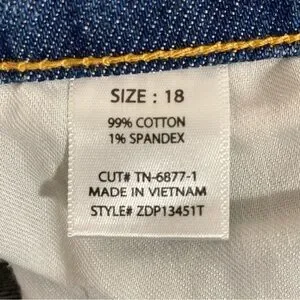 SIZE : 18
99% COTTON
1% SPANDEX
CUT# TN-6877-1
MADE IN VIETNAM
STYLE# ZDP13451T